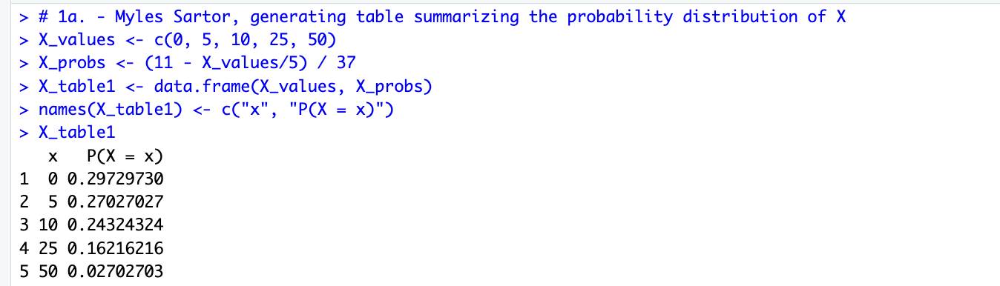 > # 1a. - Myles Sartor, generating table summarizing the probability distribution of X
> X_values <- c(0, 5, 10, 25, 50)
> X_probs <- (11 - X_values/5) / 37
> X_table1 <- data.frame(X_values, X_probs)
> names(X_table1) <- c("x", "P(X = x)")
> X_table1
   x   P(X = x)
1  0 0.29729730
2  5 0.27027027
3 10 0.24324324
4 25 0.16216216
5 50 0.02702703